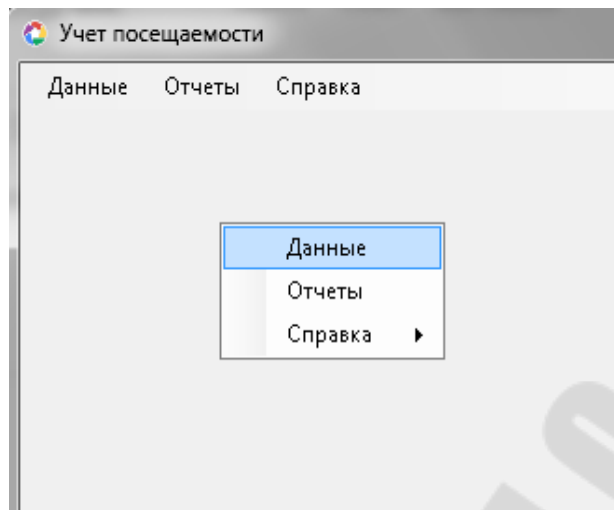 Учет посещаемости
Данные Отчеты Справка
Данные
Отчеты
Справка